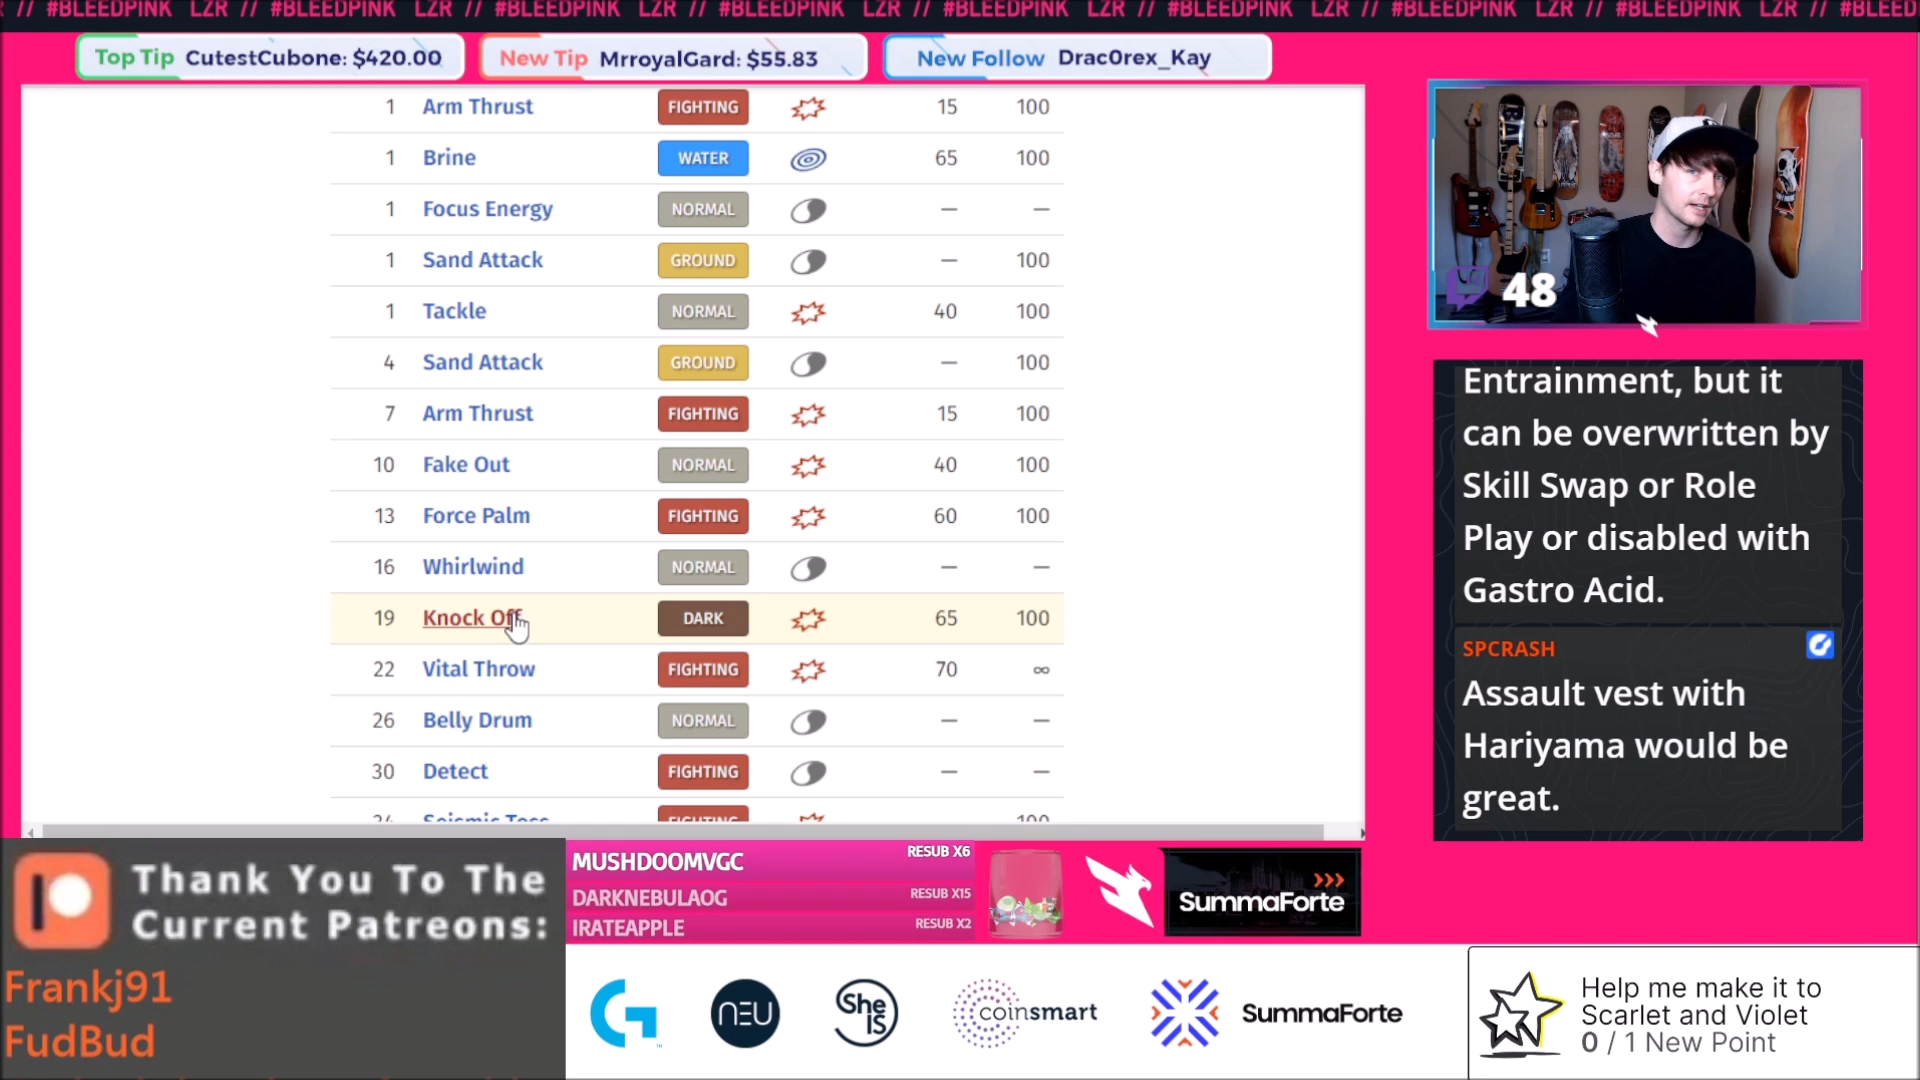 // #BLEEDPINK LZR // #BLEEDPINK LZR // #BLEEDPINK LZR // #BLEEDPINK LZR // #BLEEDPINK LZR // #BLEEDPINK LZR // #BLEEDPINK LZR // #BLEEDPINK LZR // #BLEED
Top Tip CutestCubone: $420.00
New Tip MrroyalGard: $55.83
New Follow Drac0rex_Kay
1 Arm Thrust FIGHTING 15 100
1 Brine WATER 65 100
1 Focus Energy NORMAL — —
1 Sand Attack GROUND — 100
1 Tackle NORMAL 40 100
4 Sand Attack GROUND — 100
7 Arm Thrust FIGHTING 15 100
10 Fake Out NORMAL 40 100
13 Force Palm FIGHTING 60 100
16 Whirlwind NORMAL — —
19 Knock Off DARK 65 100
22 Vital Throw FIGHTING 70 ∞
26 Belly Drum NORMAL — —
30 Detect FIGHTING — —
48
Entrainment, but it
can be overwritten by
Skill Swap or Role
Play or disabled with
Gastro Acid.
SPCRASH
Assault vest with
Hariyama would be
great.
Thank You To The
Current Patreons:
Frankj91
FudBud
MUSHDOOMVGC RESUB X6
DARKNEBULAOG RESUB X15
IRATEAPPLE RESUB X2
SummaForte
G
neu
She
IS
coinsmart
SummaForte
Help me make it to
Scarlet and Violet
0 / 1 New Point